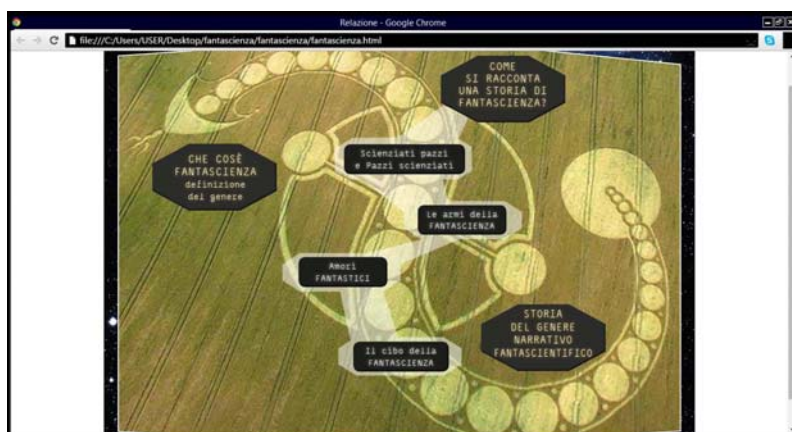 Relazione - Google Chrome
file:///C:/Users/USER/Desktop/fantascienza/fantascienza/fantascienza.html
COME
SI RACCONTA
UNA STORIA DI
FANTASCIENZA?
CHE COSÈ
FANTASCIENZA
definizione
del genere
Scienziati pazzi
e Pazzi scienziati
Le armi della
FANTASCIENZA
Amori
FANTASTICI
STORIA
DEL GENERE
NARRATIVO
FANTASCIENTIFICO
Il cibo della
FANTASCIENZA